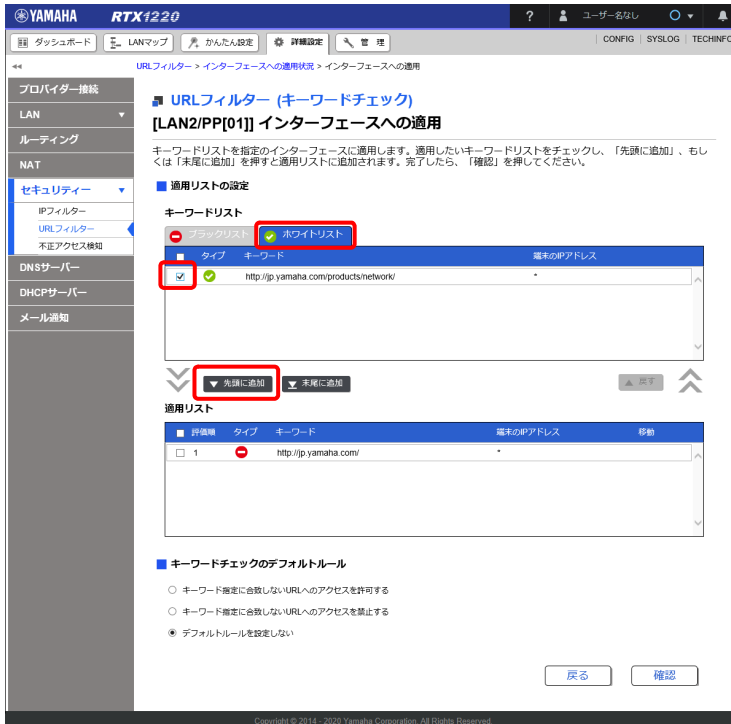 YAMAHA RTX1220 ? ユーザー名なし
ダッシュボード LANマップ かんたん設定 詳細設定 管 理 CONFIG SYSLOG TECHINFO
URLフィルター > インターフェースへの適用状況 > インターフェースへの適用
プロバイダー接続
LAN
ルーティング
NAT
セキュリティー
IPフィルター
URLフィルター
不正アクセス検知
DNSサーバー
DHCPサーバー
メール通知
URLフィルター (キーワードチェック)
[LAN2/PP[01]] インターフェースへの適用
キーワードリストを指定のインターフェースに適用します。適用したいキーワードリストをチェックし、「先頭に追加」、もし
くは「末尾に追加」を押すと適用リストに追加されます。完了したら、「確認」を押してください。
適用リストの設定
キーワードリスト
ブラックリスト ホワイトリスト
タイプ キーワード 端末のIPアドレス
http://jp.yamaha.com/products/network/ *
先頭に追加 末尾に追加 戻す
適用リスト
評価順 タイプ キーワード 端末のIPアドレス 移動
1 http://jp.yamaha.com/ *
キーワードチェックのデフォルトルール
キーワード指定に合致しないURLへのアクセスを許可する
キーワード指定に合致しないURLへのアクセスを禁止する
デフォルトルールを設定しない
戻る 確認
Copyright © 2014 - 2020 Yamaha Corporation. All Rights Reserved.